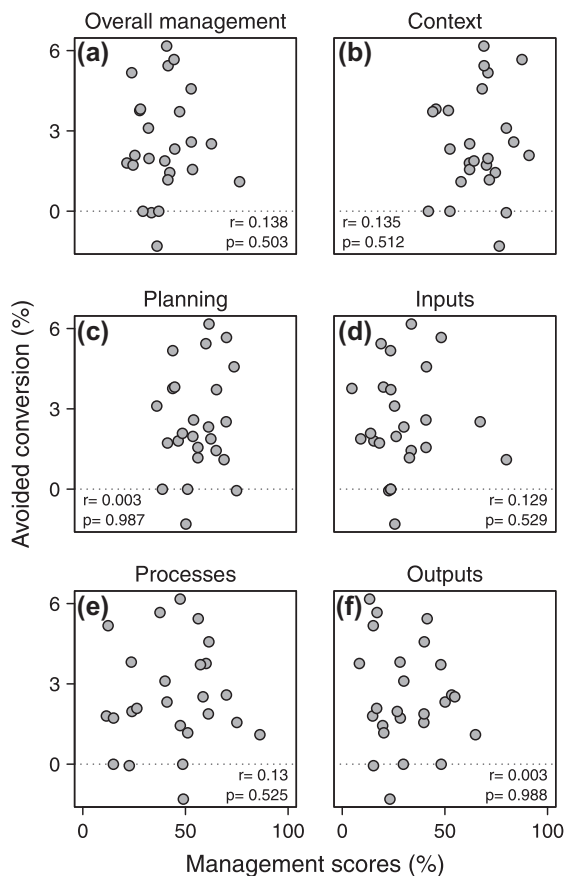 Overall management
Context
(a)
(b)
6
3
0
r= 0.138
p= 0.503
r= 0.135
p= 0.512
Planning
Inputs
(c)
(d)
6
3
0
r= 0.003
p= 0.987
r= 0.129
p= 0.529
Avoided conversion (%)
Processes
Outputs
(e)
(f)
6
3
0
r= 0.13
p= 0.525
r= 0.003
p= 0.988
0 50 100 0 50 100
Management scores (%)